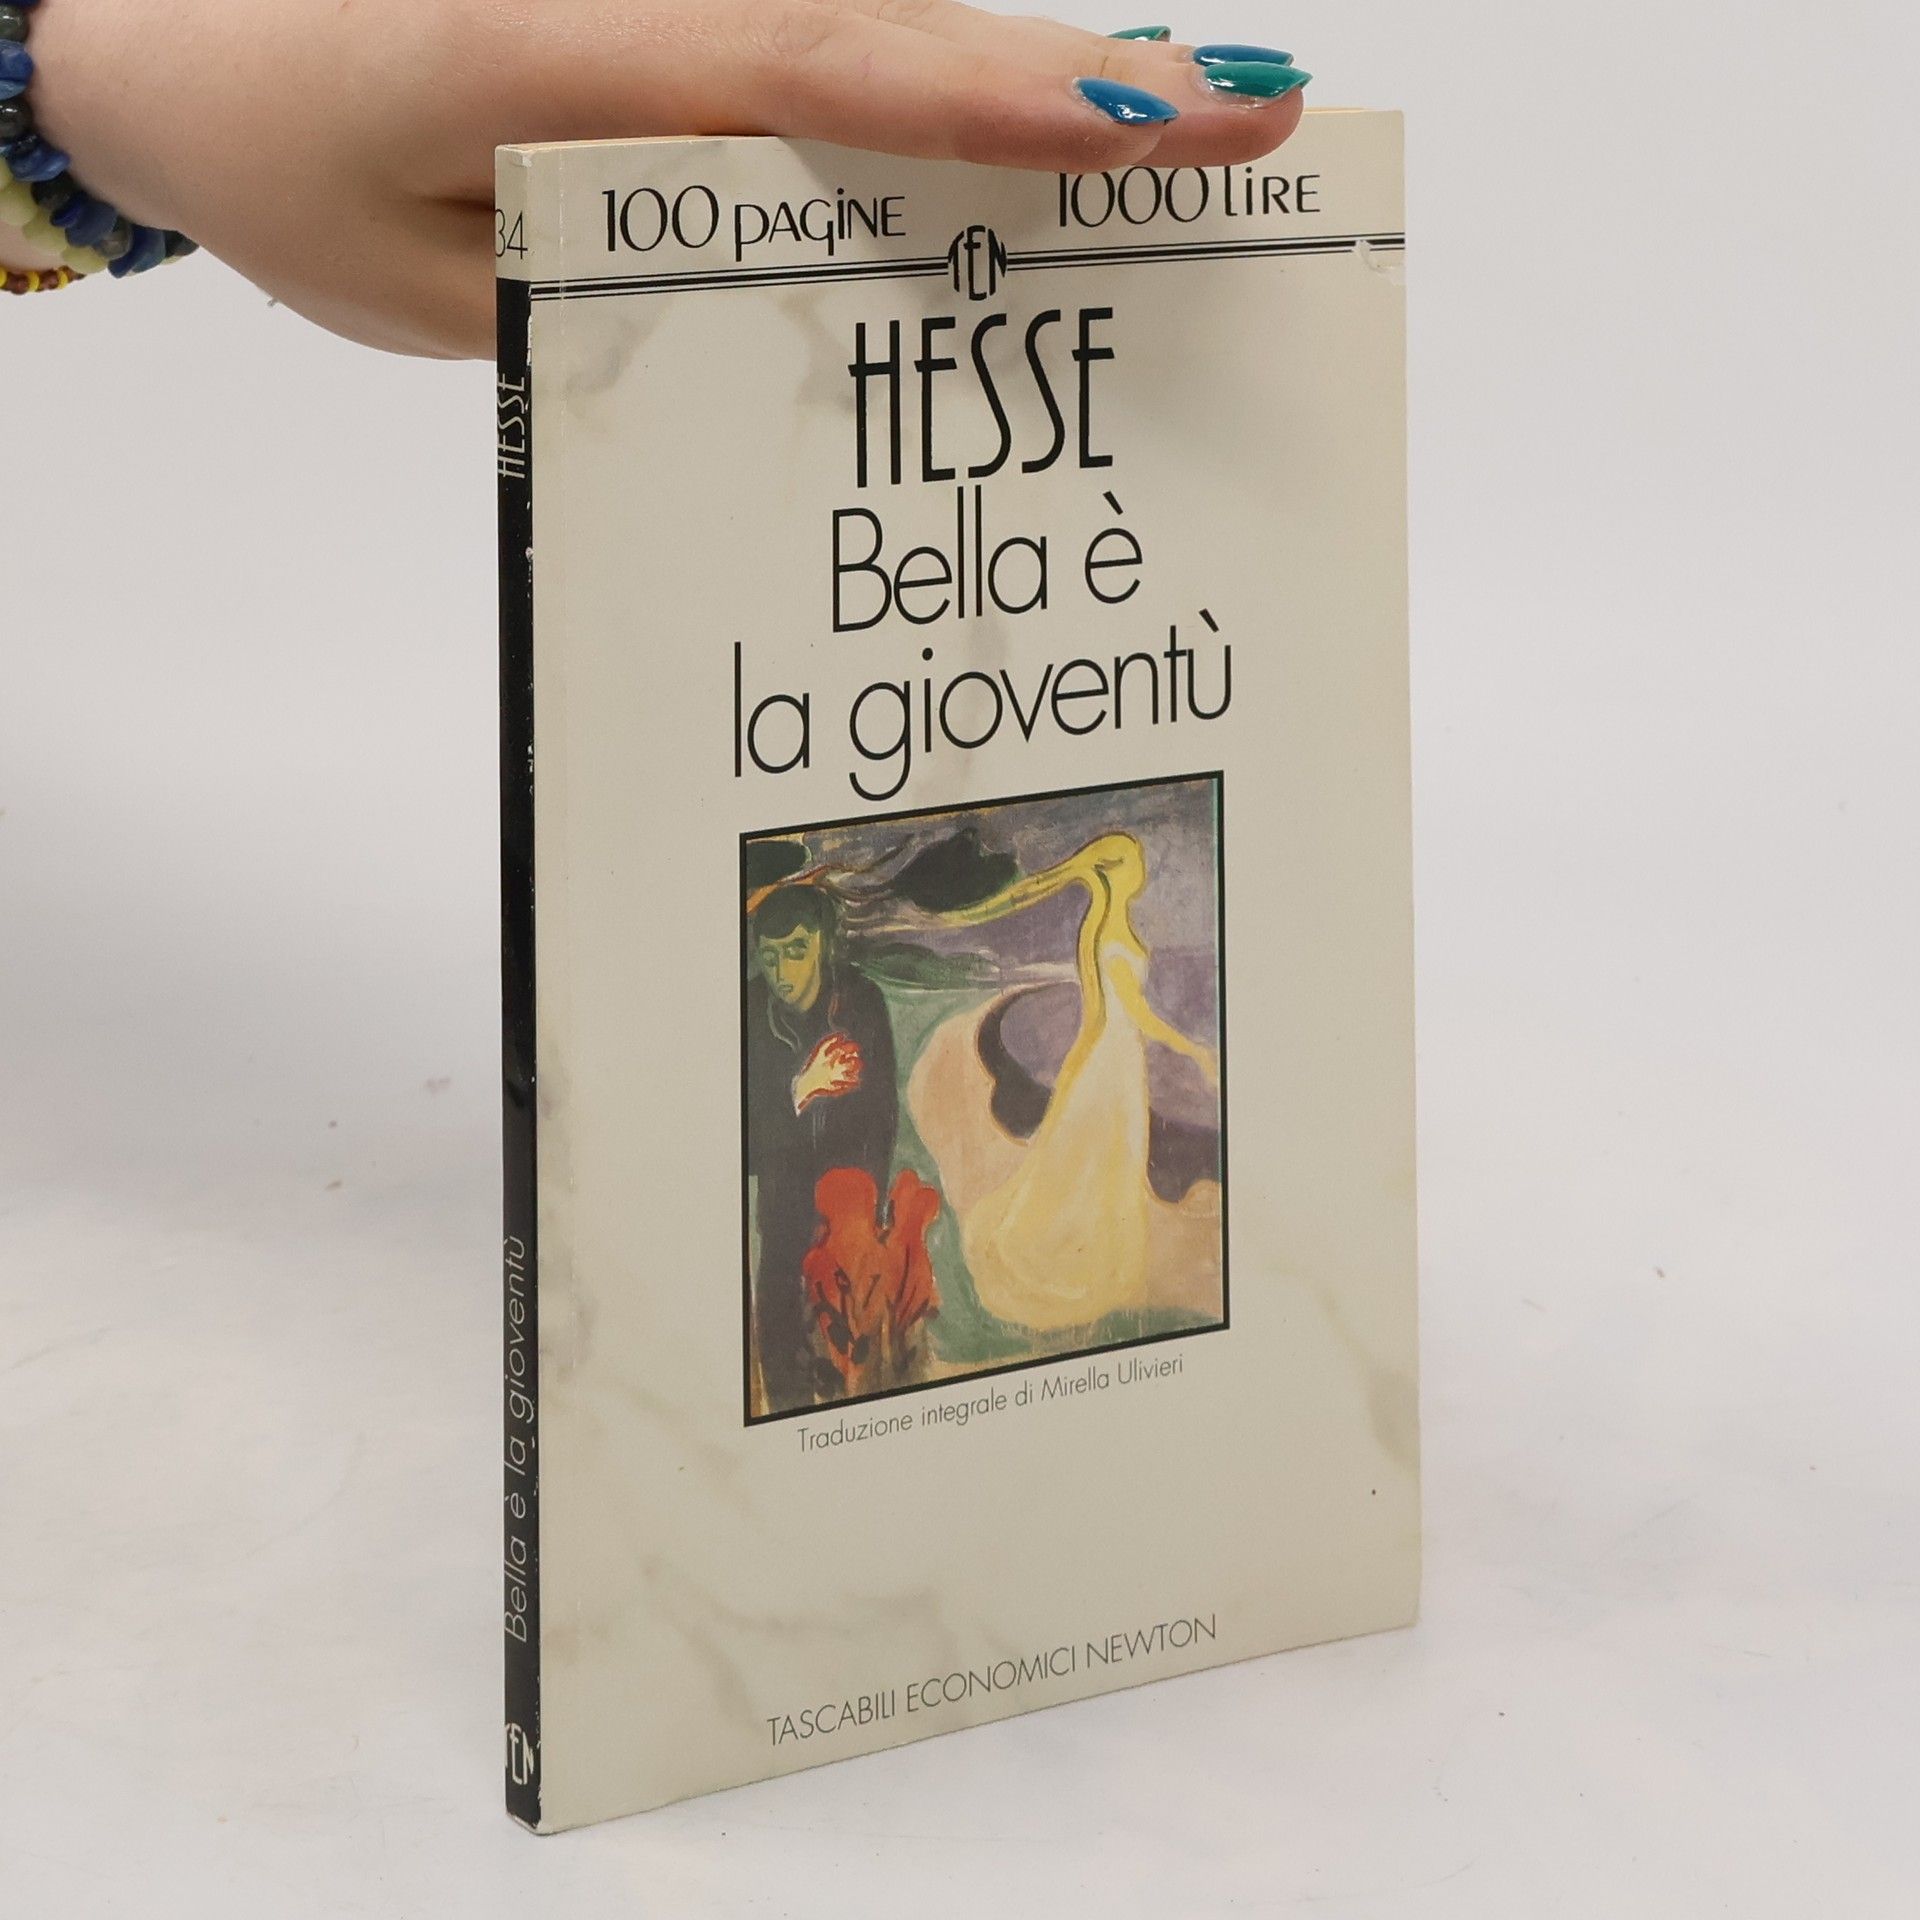 100 PAGINE
1000 LIRE
TEN
HESSE
Bella è
la gioventù
Traduzione integrale di Mirella Ulivieri
TASCABILI ECONOMICI NEWTON
34
HESSE
Bella è la gioventù
TEN